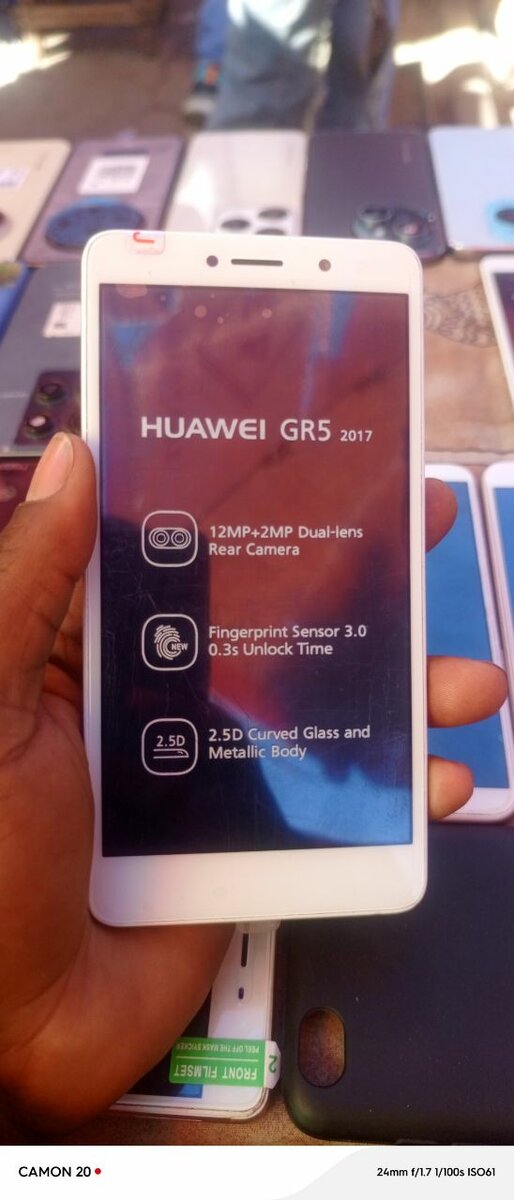 HUAWEI GR5 2017
12MP+2MP Dual-lens
Rear Camera
NEW
Fingerprint Sensor 3.0
0.3s Unlock Time
2.5D
2.5D Curved Glass and
Metallic Body
FRONT FILMSET
PEEL OFF THE MASK STICKER
2
CAMON 20
24mm f/1.7 1/100s ISO61